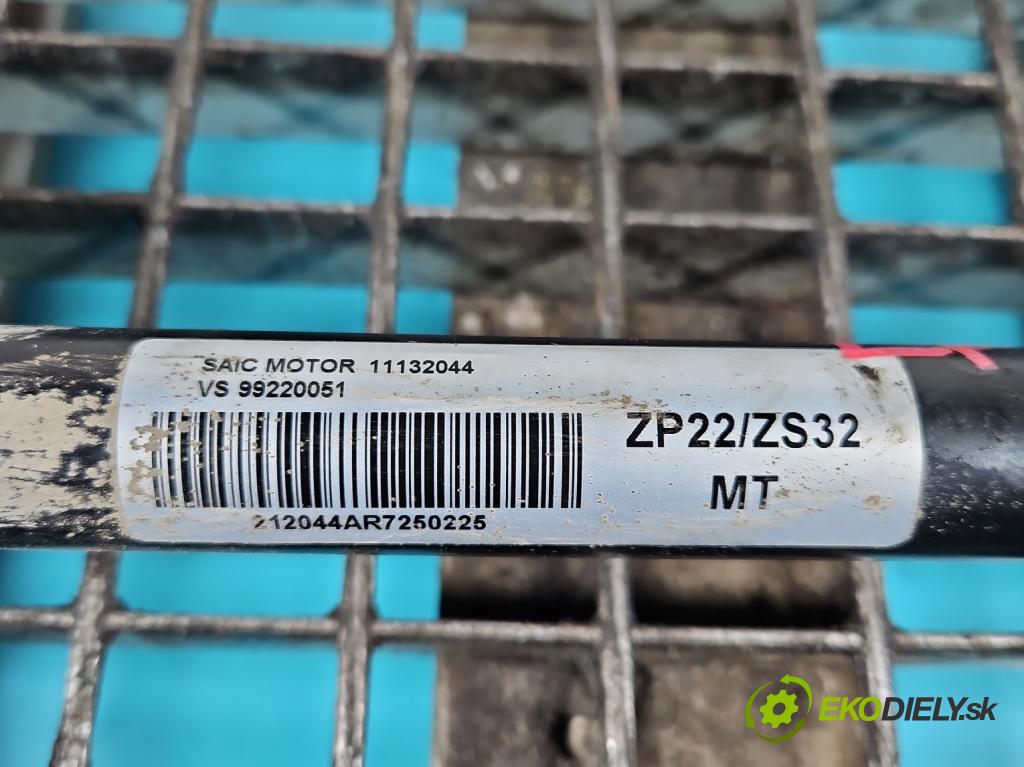 SAIC MOTOR 11132044
VS 99220051
212044AR7250225
ZP22/ZS32
MT
EKODIELY.sk